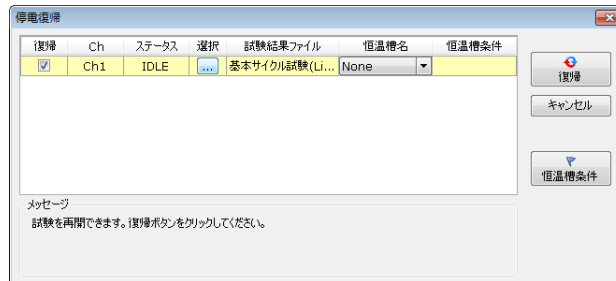 停電復帰
復帰 Ch ステータス 選択 試験結果ファイル 恒温槽名 恒温槽条件
Ch1 IDLE ... 基本サイクル試験(Li... None
復帰
キャンセル
恒温槽条件
メッセージ
試験を再開できます。復帰ボタンをクリックしてください。